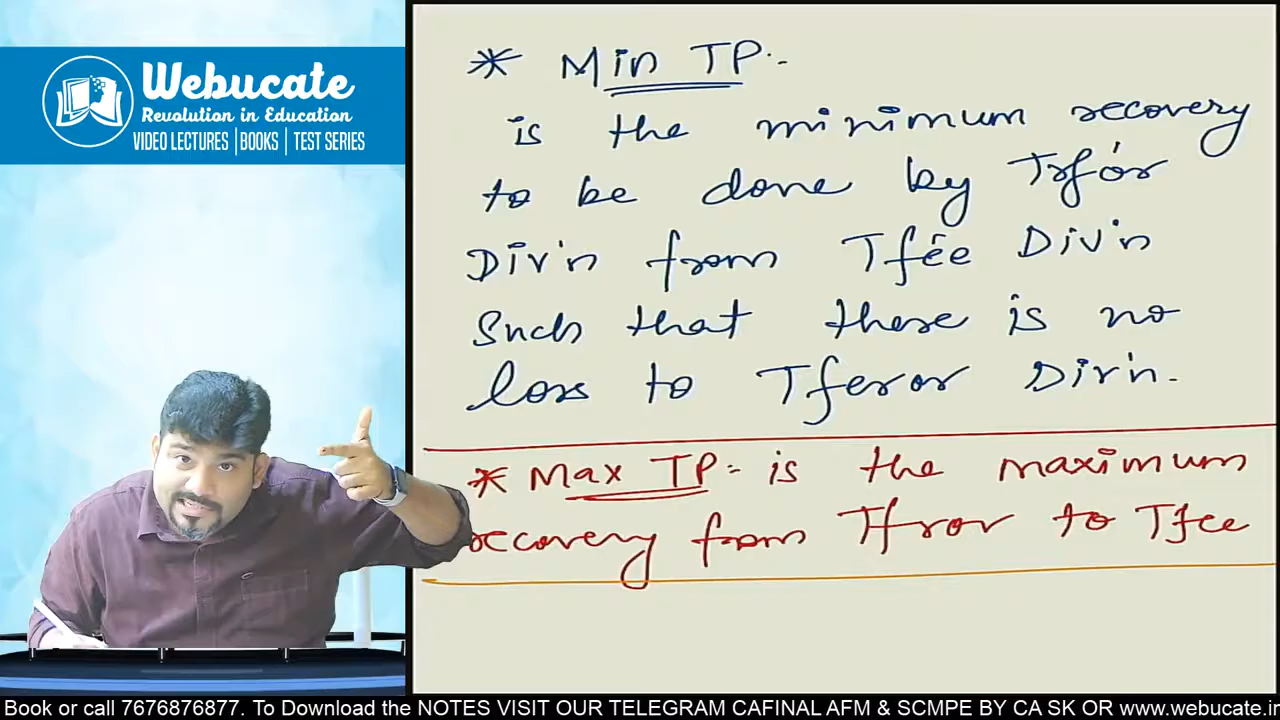 Webucate
Revolution in Education
VIDEO LECTURES | BOOKS | TEST SERIES
* Min TP :-
is the minimum recovery
to be done by Trfór
Div'n from Tfée Div'n
Such that there is no
loss to Tferor Div'n.
* Max TP:- is the maximum
recovery from Tfror to Tfee
Book or call 7676876877. To Download the NOTES VISIT OUR TELEGRAM CAFINAL AFM & SCMPE BY CA SK OR www.webucate.in